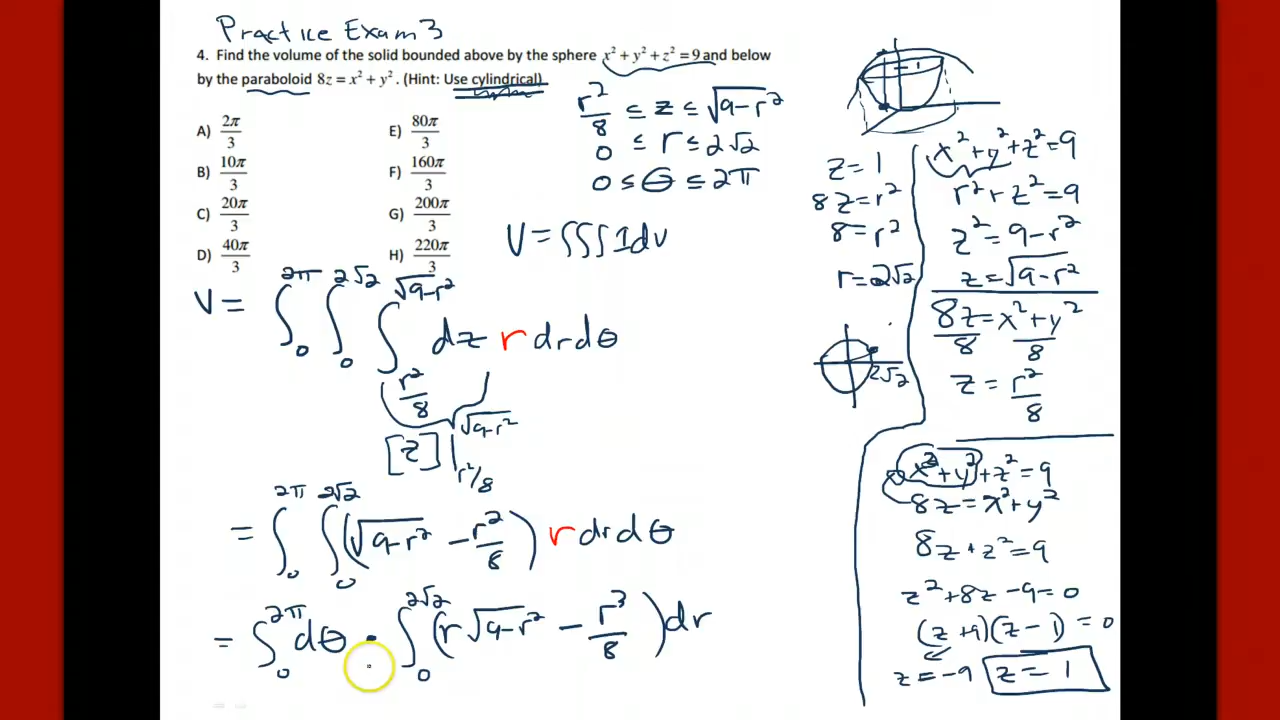 Practice Exam 3
4. Find the volume of the solid bounded above by the sphere x² + y² + z² = 9 and below
by the paraboloid 8z = x² + y². (Hint: Use cylindrical)
A) 2π/3
B) 10π/3
C) 20π/3
D) 40π/3
E) 80π/3
F) 160π/3
G) 200π/3
H) 220π/3
r²/8 ≤ z ≤ √9-r²
0 ≤ r ≤ 2√2
0 ≤ θ ≤ 2π
V = ∫∫∫ 1 dv
V = ∫₀^2π ∫₀^2√2 ∫_r²/8^√9-r² dz r dr dθ
[z] |_r²/8^√9-r²
= ∫₀^2π ∫₀^2√2 (√9-r² - r²/8) r dr dθ
= ∫₀^2π dθ · ∫₀^2√2 (r√9-r² - r³/8) dr
z = 1
8z = r²
8 = r²
r = 2√2
2√2
x² + y² + z² = 9
r² + z² = 9
z² = 9 - r²
z = √9-r²
8z/8 = x² + y²/8
z = r²/8
x² + y² + z² = 9
8z = x² + y²
8z + z² = 9
z² + 8z - 9 = 0
(z + 9)(z - 1) = 0
z = -9 z = 1